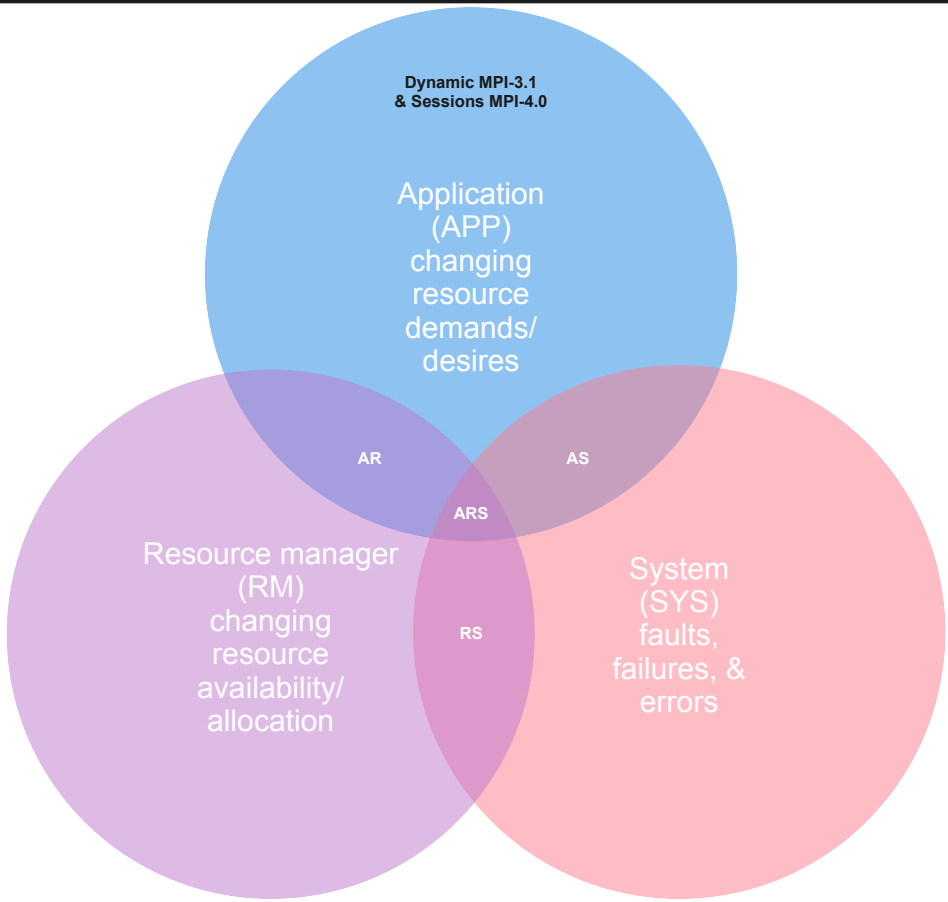 Dynamic MPI-3.1
& Sessions MPI-4.0
Application
(APP)
changing
resource
demands/
desires
AR
AS
ARS
Resource manager
(RM)
changing
resource
availability/
allocation
RS
System
(SYS)
faults,
failures, &
errors